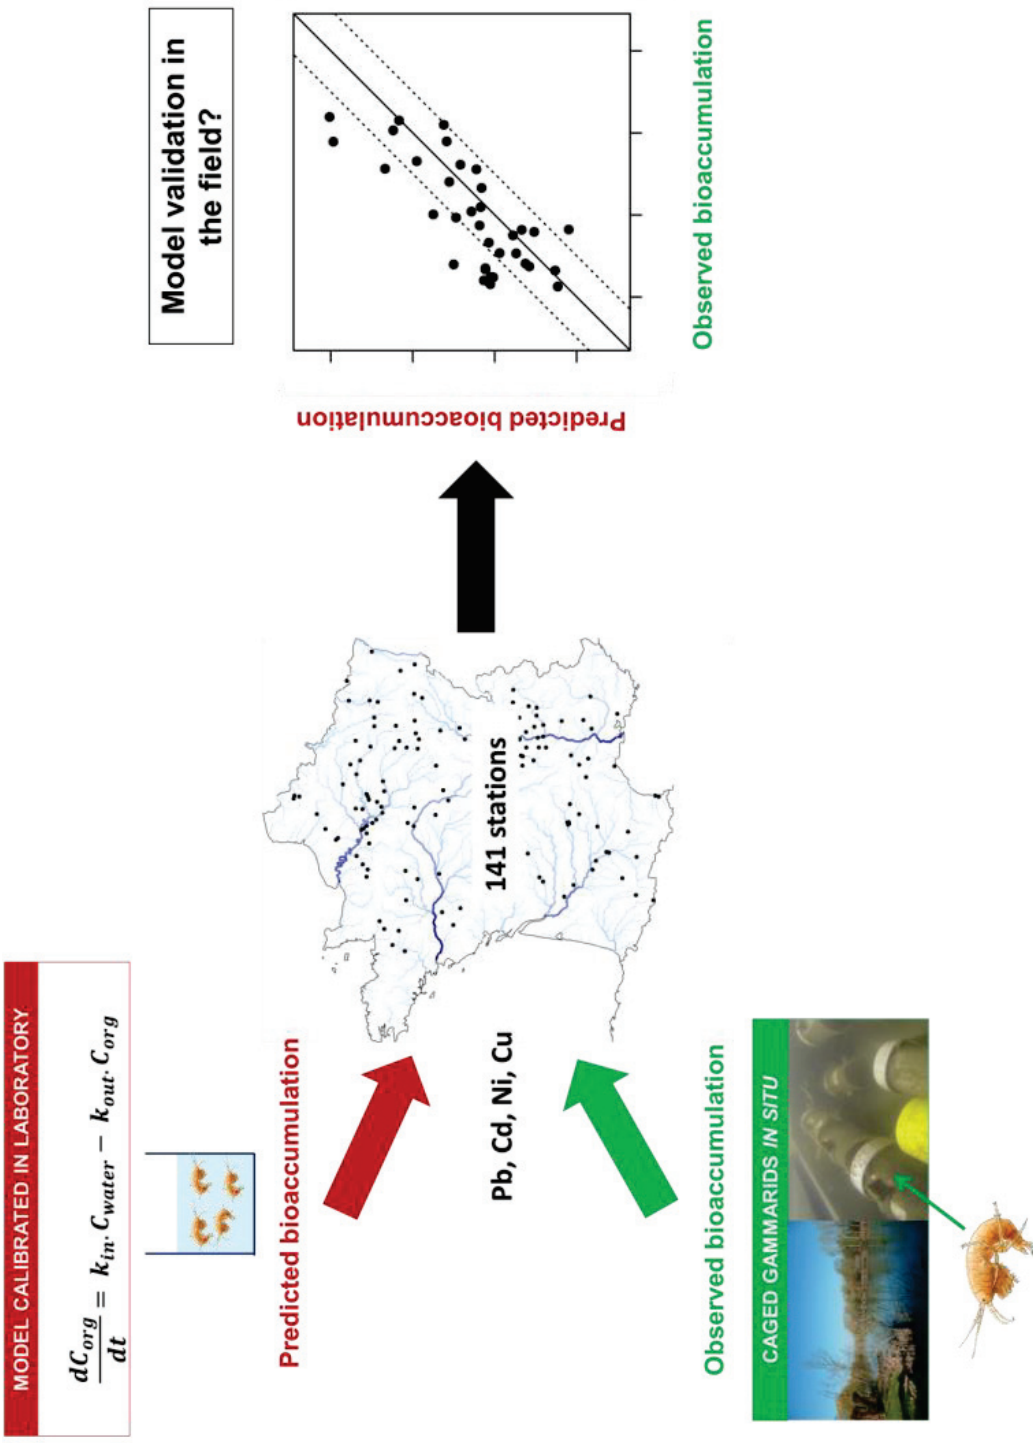 MODEL CALIBRATED IN LABORATORY
dC_org/dt = k_in. C_water − k_out. C_org
Predicted bioaccumulation
Pb, Cd, Ni, Cu
Observed bioaccumulation
CAGED GAMMARIDS IN SITU
141 stations
Model validation in
the field?
Predicted bioaccumulation
Observed bioaccumulation